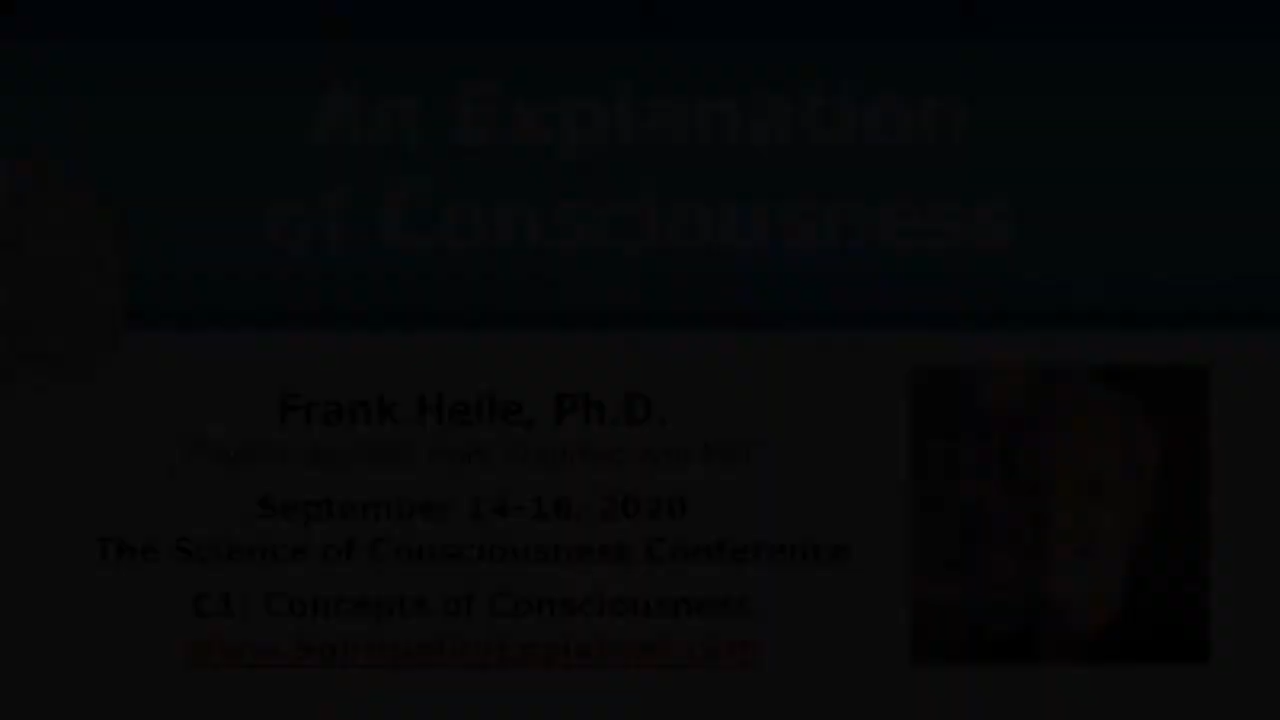 An Explanation
of Consciousness
Frank Heile, Ph.D.
September 14-18, 2020
The Science of Consciousness Conference
C1: Concepts of Consciousness